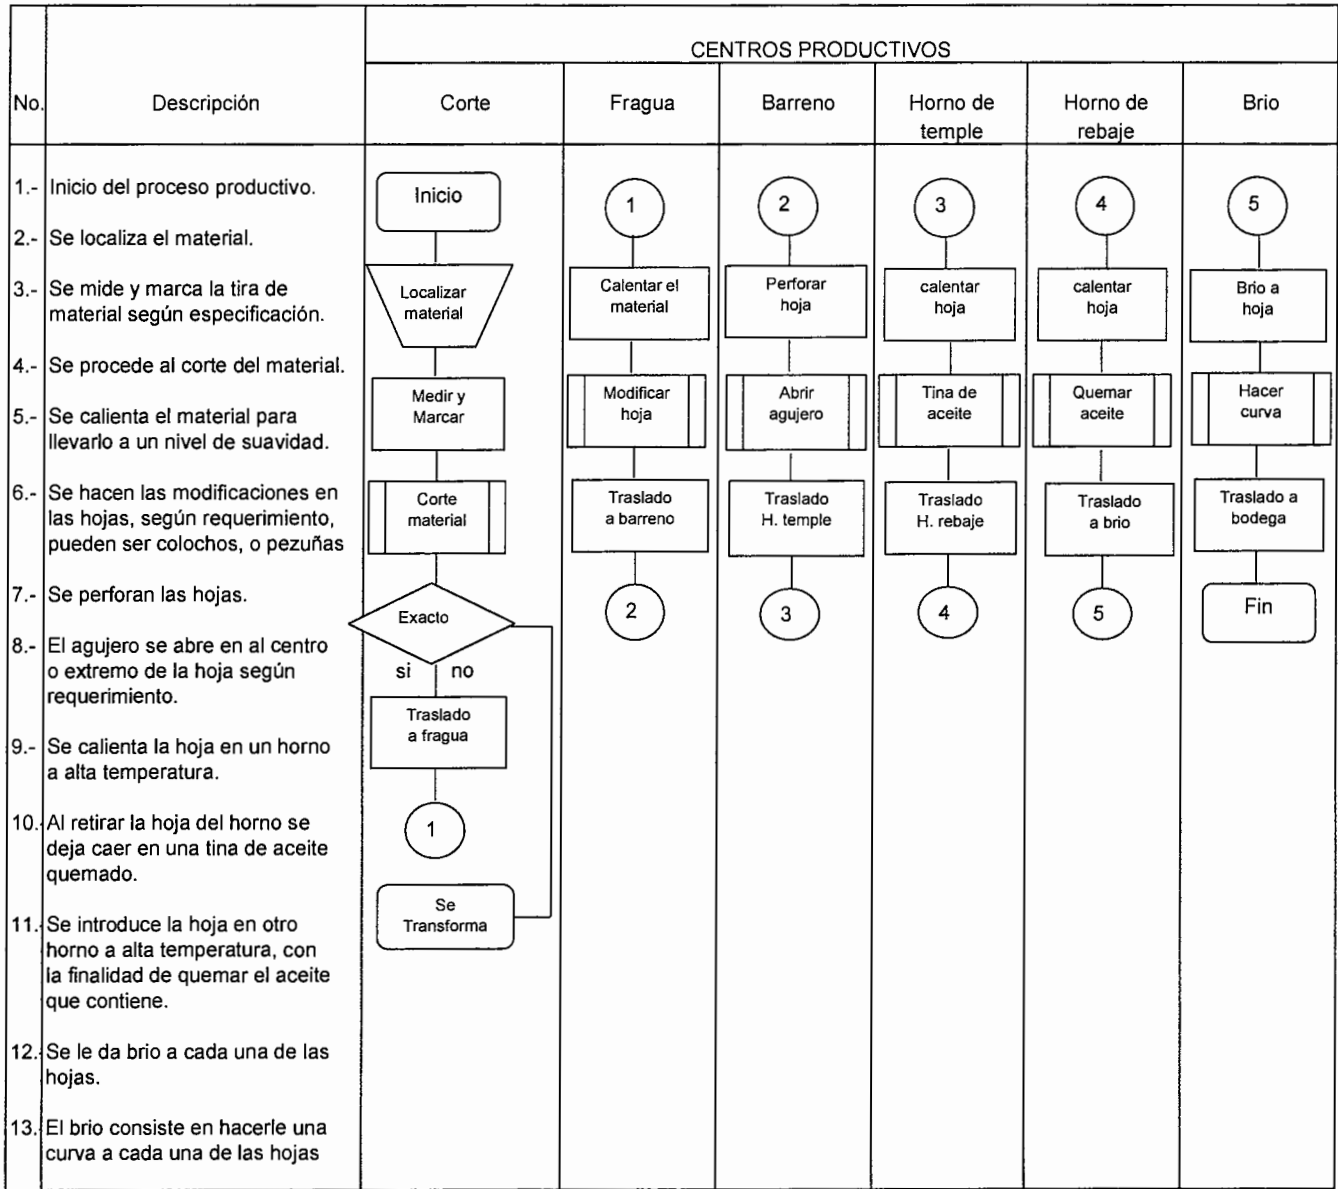 CENTROS PRODUCTIVOS
No.
Descripción
Corte
Fragua
Barreno
Horno de
temple
Horno de
rebaje
Brio
1.- Inicio del proceso productivo.
2.- Se localiza el material.
3.- Se mide y marca la tira de
material según especificación.
4.- Se procede al corte del material.
5.- Se calienta el material para
llevarlo a un nivel de suavidad.
6.- Se hacen las modificaciones en
las hojas, según requerimiento,
pueden ser colochos, o pezuñas
7.- Se perforan las hojas.
8.- El agujero se abre en al centro
o extremo de la hoja según
requerimiento.
9.- Se calienta la hoja en un horno
a alta temperatura.
10.- Al retirar la hoja del horno se
deja caer en una tina de aceite
quemado.
11.- Se introduce la hoja en otro
horno a alta temperatura, con
la finalidad de quemar el aceite
que contiene.
12.- Se le da brio a cada una de las
hojas.
13.- El brio consiste en hacerle una
curva a cada una de las hojas
Inicio
Localizar
material
Medir y
Marcar
Corte
material
Exacto
si
no
Traslado
a fragua
1
Se
Transforma
1
Calentar el
material
Modificar
hoja
Traslado
a barreno
2
2
Perforar
hoja
Abrir
agujero
Traslado
H. temple
3
3
calentar
hoja
Tina de
aceite
Traslado
H. rebaje
4
4
calentar
hoja
Quemar
aceite
Traslado
a brio
5
5
Brio a
hoja
Hacer
curva
Traslado a
bodega
Fin